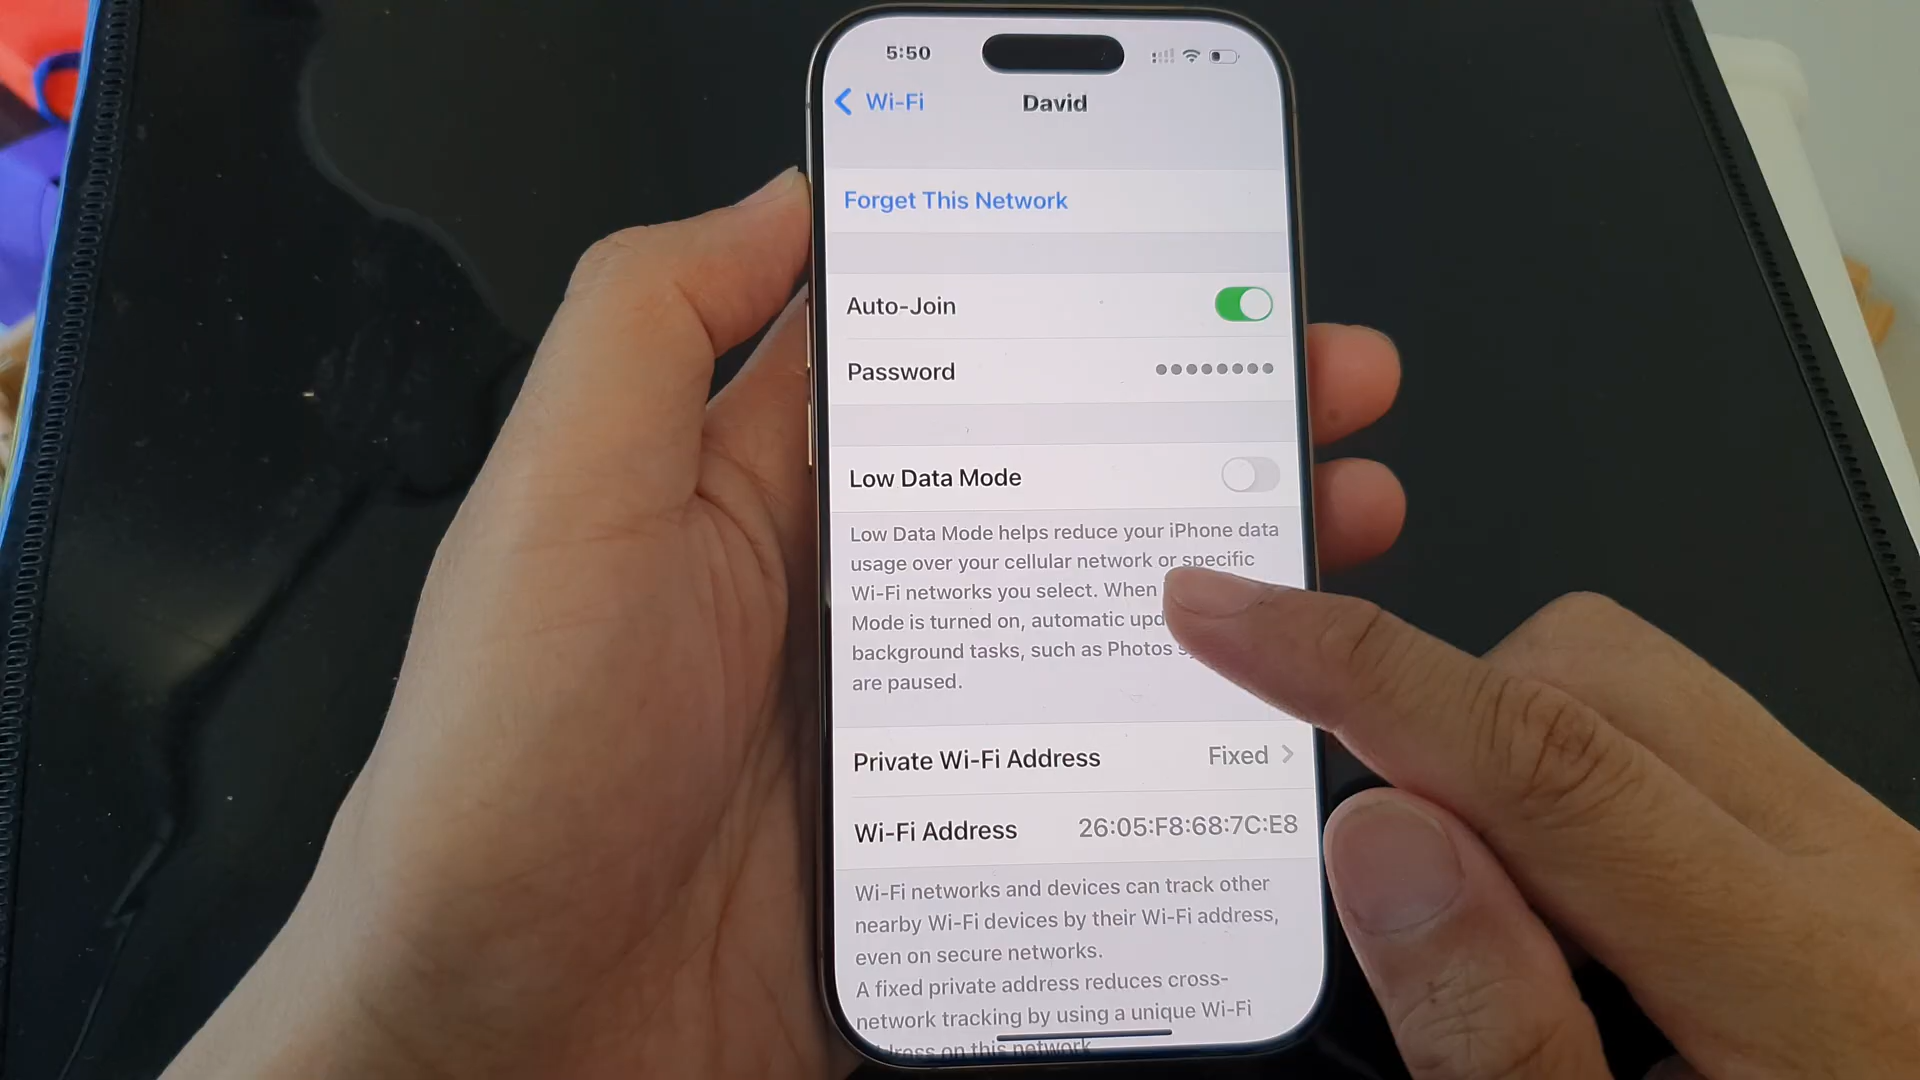 5:50
Wi-Fi
David
Forget This Network
Auto-Join
Password
Low Data Mode
Low Data Mode helps reduce your iPhone data
usage over your cellular network or specific
Wi-Fi networks you select. When
Mode is turned on, automatic
background tasks, such as Photos
are paused.
Private Wi-Fi Address Fixed
Wi-Fi Address 26:05:F8:68:7C:E8
Wi-Fi networks and devices can track other
nearby Wi-Fi devices by their Wi-Fi address,
even on secure networks.
A fixed private address reduces cross-
network tracking by using a unique Wi-Fi
address on this network.